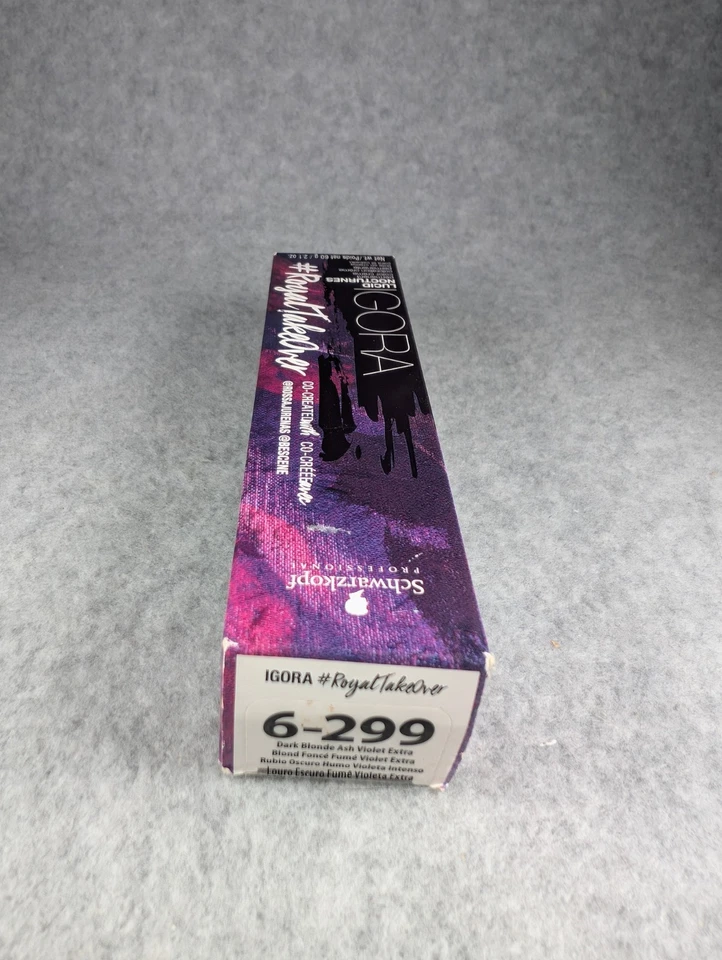 Net wt./Poids net 60 g / 2.1 oz.
LUCID
NOCTURNES
IGORA
#RoyalTakeOver
CO-CREATED with CO-CRÉÉE avec
@ROSSAJURENAS @BESCENE
Schwarzkopf
PROFESSIONAL
IGORA #RoyalTakeOver
6-299
Dark Blonde Ash Violet Extra
Blond Foncé Fumé Violet Extra
Rubio Oscuro Humo Violeta Intenso
Louro Escuro Fumê Violeta Extra